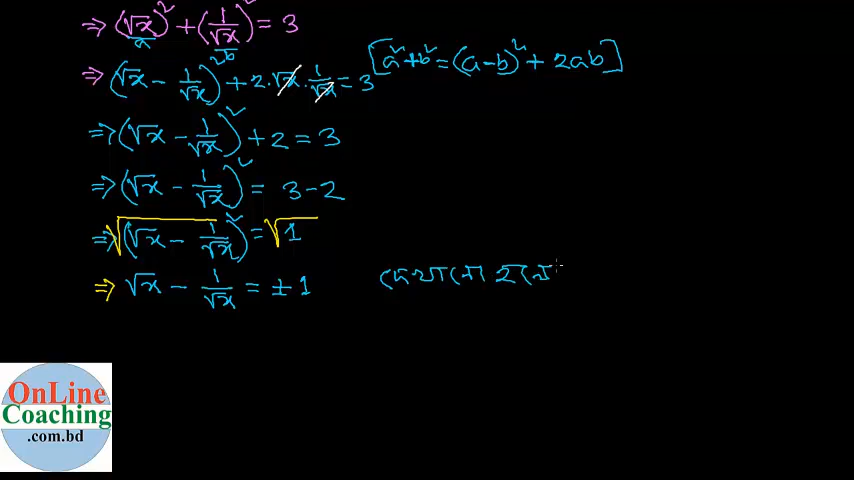 ⇒ (√x)² + (1/√x)² = 3
a b
⇒ (√x - 1/√x)² + 2·√x·1/√x = 3 [a²+b² = (a-b)² + 2ab]
⇒ (√x - 1/√x)² + 2 = 3
⇒ (√x - 1/√x)² = 3-2
⇒ √(√x - 1/√x)² = √1
⇒ √x - 1/√x = ± 1
OnLine
Coaching
.com.bd